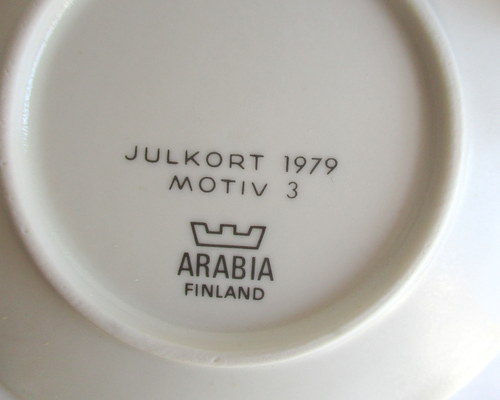 JULKORT 1979
MOTIV 3
ARABIA
FINLAND